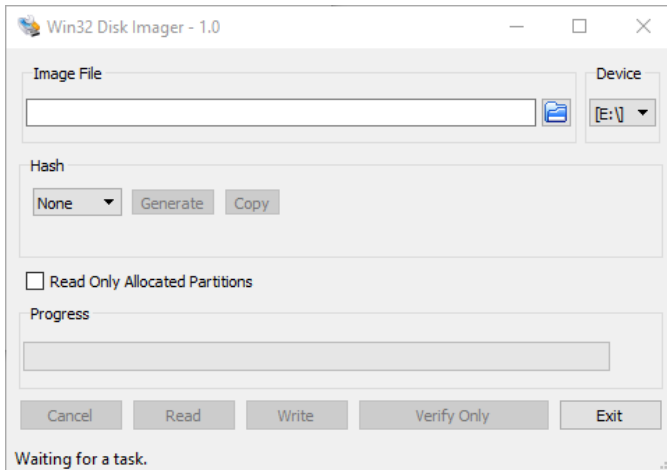 Win32 Disk Imager - 1.0
Image File
Device
[E:\]
Hash
None Generate Copy
Read Only Allocated Partitions
Progress
Cancel Read Write Verify Only Exit
Waiting for a task.